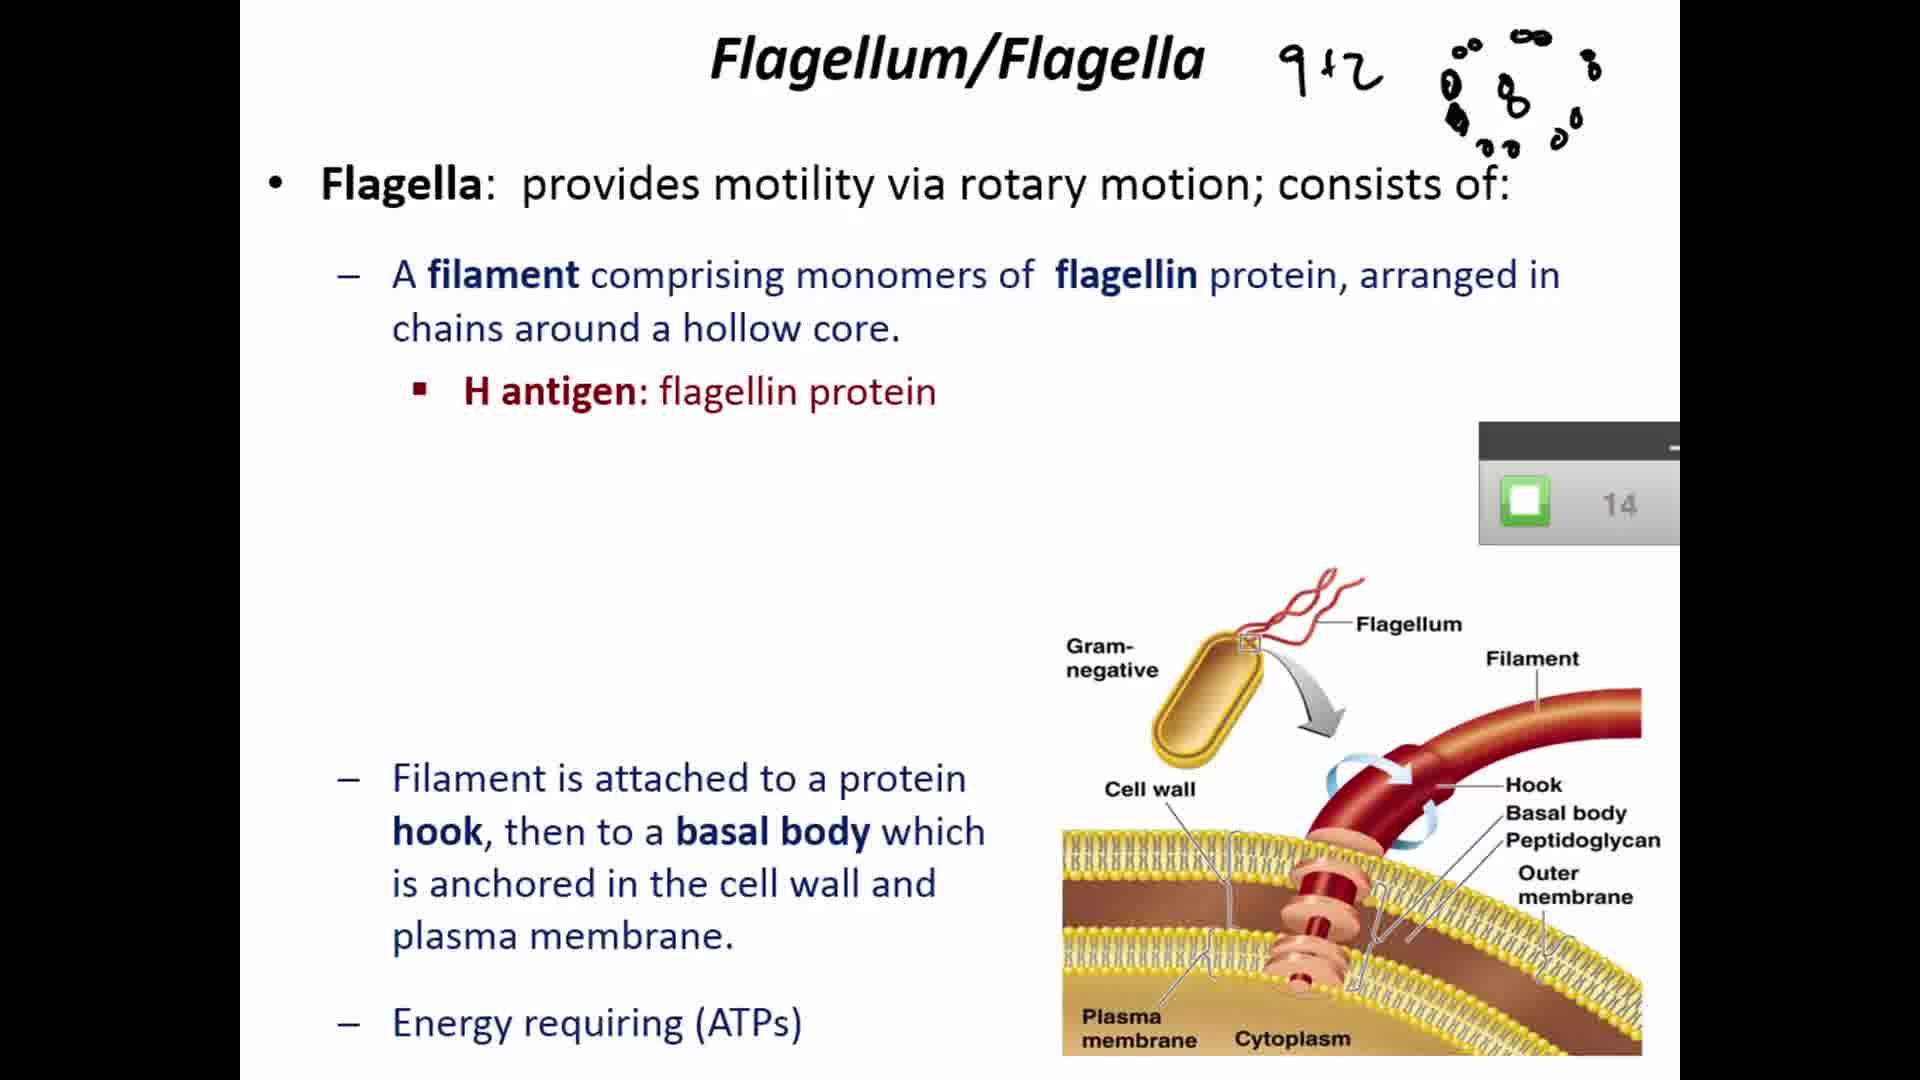 Flagellum/Flagella 9+2
• Flagella: provides motility via rotary motion; consists of:
– A filament comprising monomers of flagellin protein, arranged in
chains around a hollow core.
▪ H antigen: flagellin protein
14
Flagellum
Gram-
negative
Filament
Cell wall
Hook
Basal body
Peptidoglycan
Outer
membrane
Plasma
membrane
Cytoplasm
– Filament is attached to a protein
hook, then to a basal body which
is anchored in the cell wall and
plasma membrane.
– Energy requiring (ATPs)